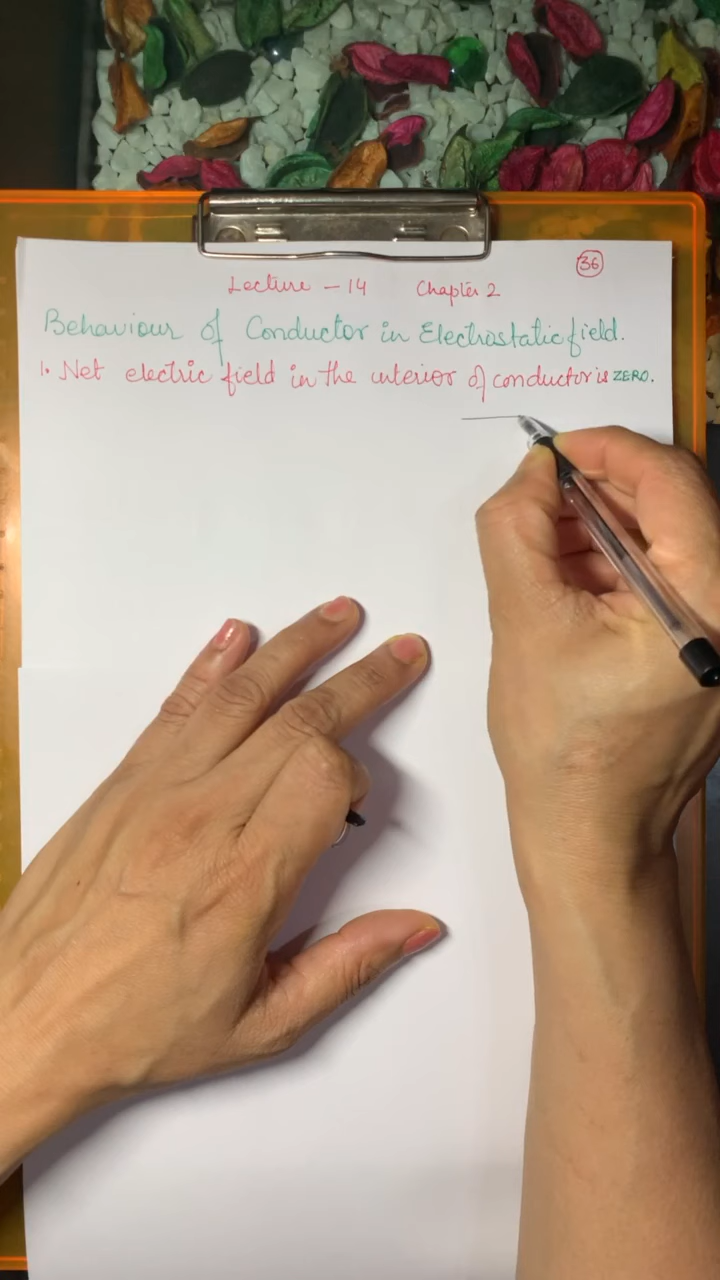 36
Lecture - 14 Chapter 2
Behaviour of Conductor in Electrostatic field.
1. Net electric field in the interior of conductor is ZERO.